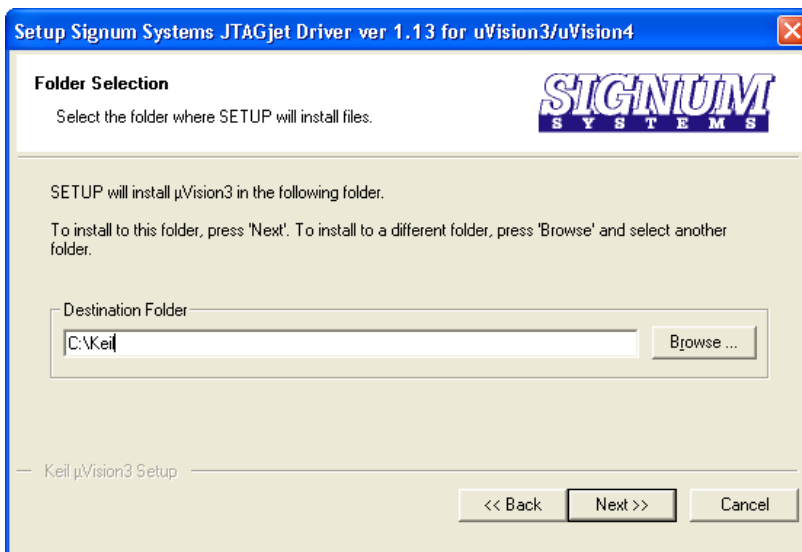 Setup Signum Systems JTAGjet Driver ver 1.13 for uVision3/uVision4
Folder Selection
Select the folder where SETUP will install files.
SIGNUM
SYSTEMS
SETUP will install µVision3 in the following folder.
To install to this folder, press 'Next'. To install to a different folder, press 'Browse' and select another
folder.
Destination Folder
C:\Keil
Browse ...
Keil µVision3 Setup
<< Back
Next >>
Cancel